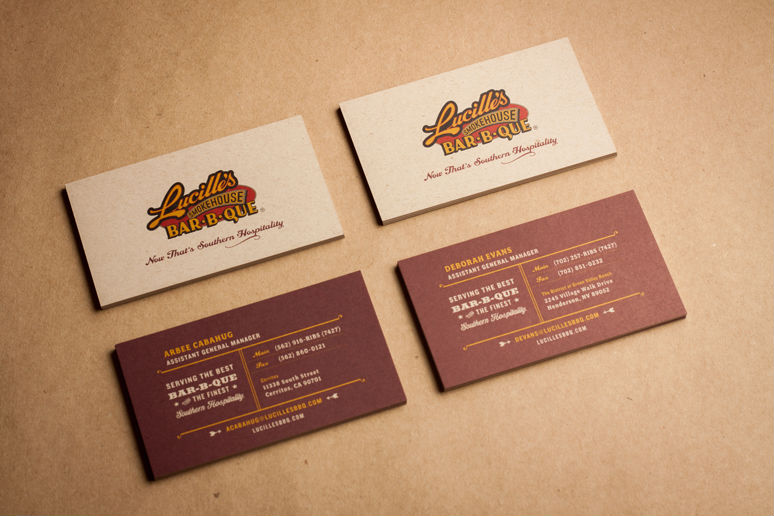 Lucille's
SMOKEHOUSE
BAR·B·QUE®
Now That's Southern Hospitality
Lucille's
SMOKEHOUSE
BAR·B·QUE®
Now That's Southern Hospitality
ARBEE CABAHUG
ASSISTANT GENERAL MANAGER
SERVING THE BEST
BAR-B-QUE
AND THE FINEST
Southern Hospitality
Main (562) 916-RIBS (7427)
Fax (562) 860-0121
Cerritos
11338 South Street
Cerritos, CA 90701
ACABAHUG@LUCILLESBBQ.COM
LUCILLESBBQ.COM
DEBORAH EVANS
ASSISTANT GENERAL MANAGER
SERVING THE BEST
BAR-B-QUE
AND THE FINEST
Southern Hospitality
Main (702) 257-RIBS (7427)
Fax (702) 851-0232
The District at Green Valley Ranch
2245 Village Walk Drive
Henderson, NV 89052
DEVANS@LUCILLESBBQ.COM
LUCILLESBBQ.COM